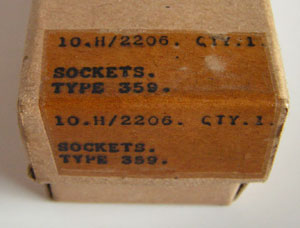 10.H/2206. QTY.1.
SOCKETS.
TYPE 359.
10.H/2206. QTY.1.
SOCKETS.
TYPE 359.